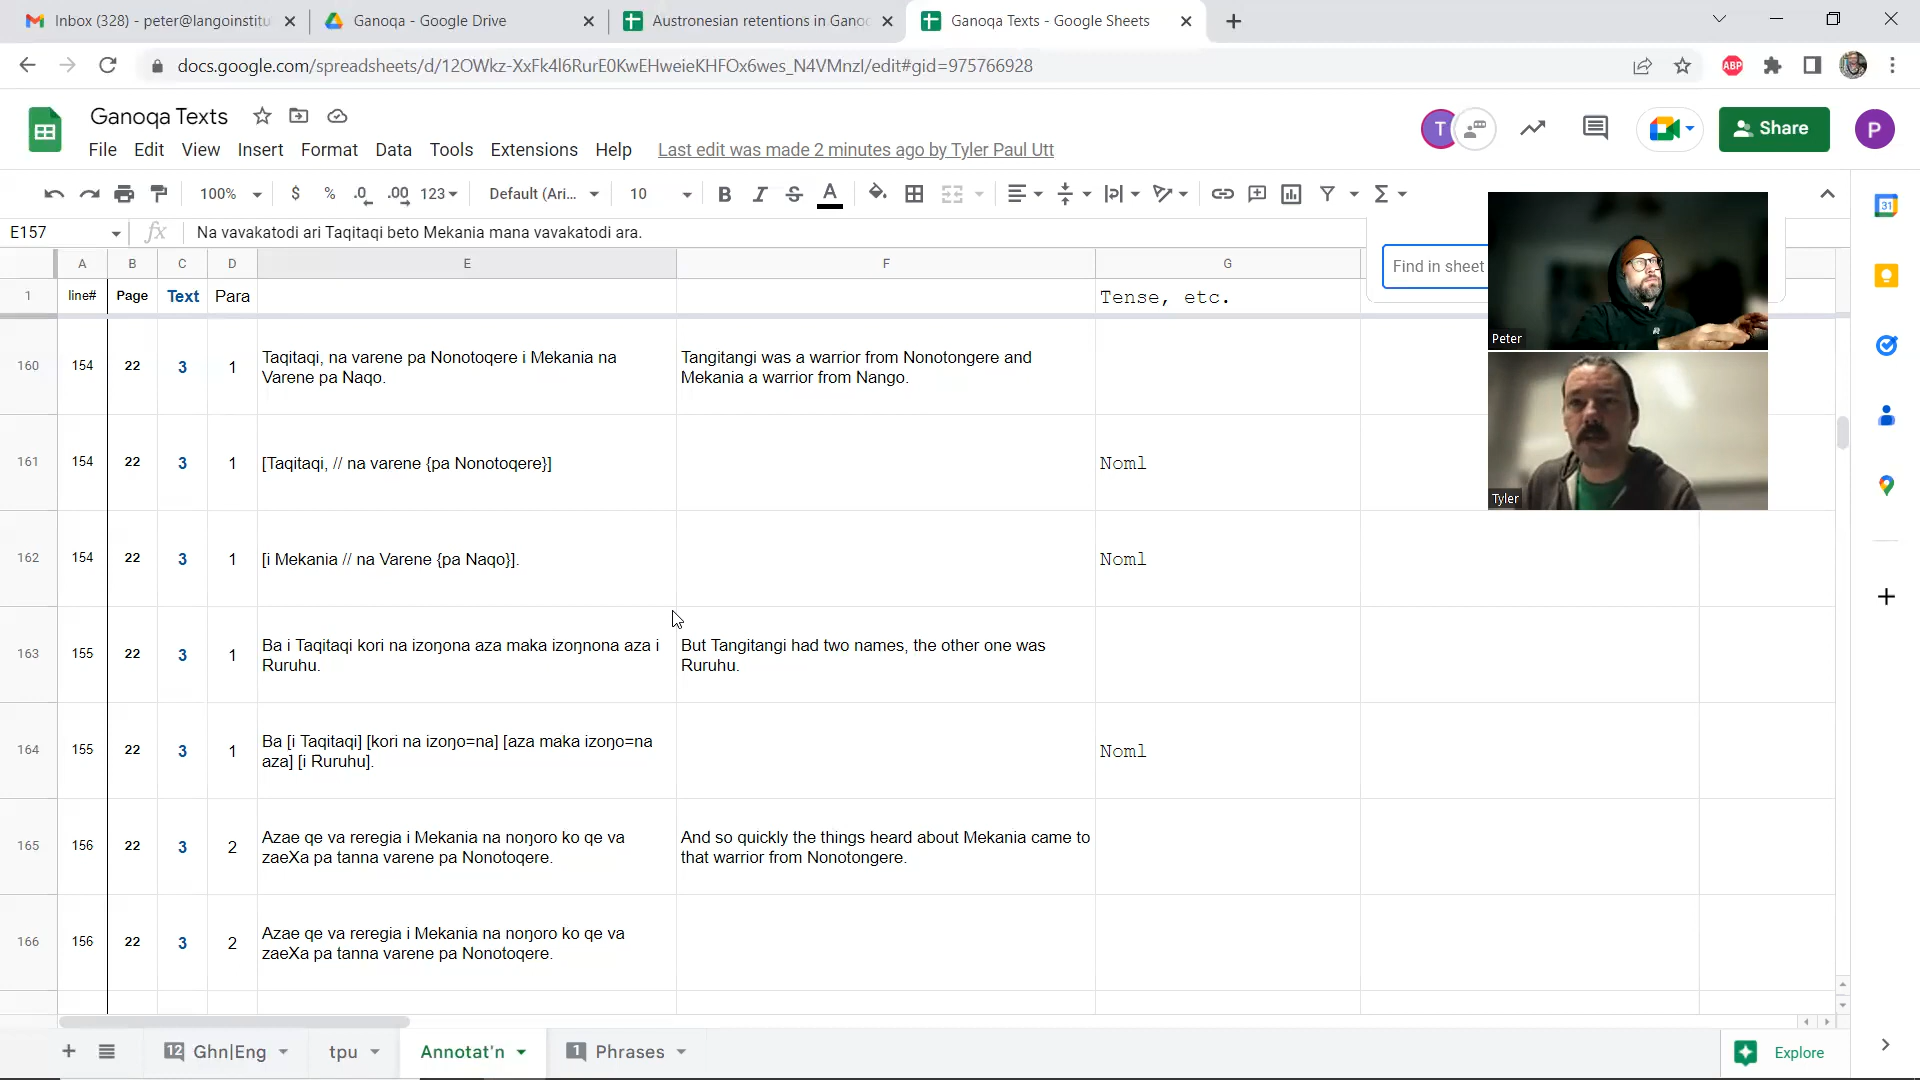 Inbox (328) - peter@langoinstitu
Ganoqa - Google Drive
Austronesian retentions in Ganoq
Ganoqa Texts - Google Sheets
docs.google.com/spreadsheets/d/12OWkz-XxFk4l6RurE0KwEHweieKHFOx6wes_N4VMnzI/edit#gid=975766928
ABP
Ganoqa Texts
File Edit View Insert Format Data Tools Extensions Help Last edit was made 2 minutes ago by Tyler Paul Utt
T
Share
P
100% $ % .0 .00 123 Default (Ari... 10 B I S A
31
E157 fx Na vavakatodi ari Taqitaqi beto Mekania mana vavakatodi ara.
Find in sheet
A B C D E F G
1 line# Page Text Para Tense, etc.
160 154 22 3 1 Taqitaqi, na varene pa Nonotoqere i Mekania na
Varene pa Naqo.
Tangitangi was a warrior from Nonotongere and
Mekania a warrior from Nango.
161 154 22 3 1 [Taqitaqi, // na varene {pa Nonotoqere}] Noml
162 154 22 3 1 [i Mekania // na Varene {pa Naqo}]. Noml
163 155 22 3 1 Ba i Taqitaqi kori na izoŋona aza maka izoŋnona aza i
Ruruhu.
But Tangitangi had two names, the other one was
Ruruhu.
164 155 22 3 1 Ba [i Taqitaqi] [kori na izoŋo=na] [aza maka izoŋo=na
aza] [i Ruruhu].
Noml
165 156 22 3 2 Azae qe va reregia i Mekania na noŋoro ko qe va
zaeXa pa tanna varene pa Nonotoqere.
And so quickly the things heard about Mekania came to
that warrior from Nonotongere.
166 156 22 3 2 Azae qe va reregia i Mekania na noŋoro ko qe va
zaeXa pa tanna varene pa Nonotoqere.
Peter
Tyler
12 Ghn|Eng tpu Annotat'n 1 Phrases
Explore